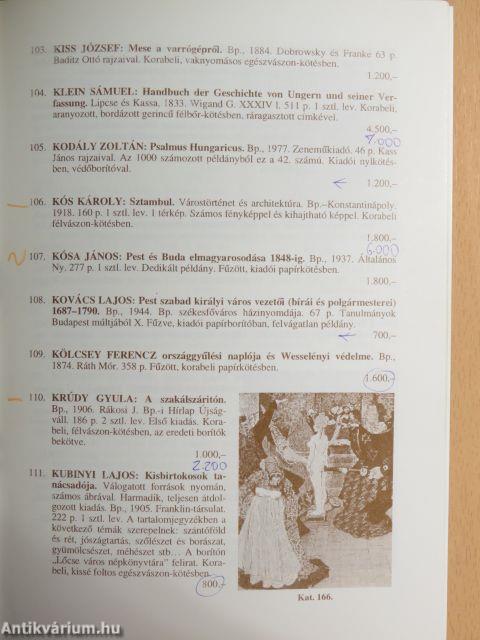 103. KISS JÓZSEF: Mese a varrógépről. Bp., 1884. Dobrowsky és Franke 63 p.
Baditz Ottó rajzaival. Korabeli, vaknyomásos egészvászon-kötésben.
1.200,–
104. KLEIN SÁMUEL: Handbuch der Geschichte von Ungern und seiner Ver-
fassung. Lipcse és Kassa, 1833. Wigand G. XXXIV l. 511 p. 1 sztl. lev. Korabeli,
aranyozott, bordázott gerincű félbőr-kötésben, ráragasztott címkével.
4.500,–
7.000
105. KODÁLY ZOLTÁN: Psalmus Hungaricus. Bp., 1977. Zeneműkiadó. 46 p. Kass
János rajzaival. Az 1000 számozott példányból ez a 42. számú. Kiadói nylkötés-
ben, védőborítóval.
← 1.200,–
106. KÓS KÁROLY: Sztambul. Várostörténet és architektúra. Bp.–Konstantinápoly,
1918. 160 p. 1 sztl. lev. 1 térkép. Számos fényképpel és kihajtható képpel. Korabeli
félvászon-kötésben.
1.800,–
6.000
107. KÓSA JÁNOS: Pest és Buda elmagyarosodása 1848-ig. Bp., 1937. Általános
Ny. 277 p. 1 sztl. lev. Dedikált példány. Fűzött, kiadói papírkötésben.
1.800,–
108. KOVÁCS LAJOS: Pest szabad királyi város vezetői (bírái és polgármesterei)
1687–1790. Bp., 1944. Bp. székesfőváros házinyomdája. 67 p. Tanulmányok
Budapest múltjából X. Fűzve, kiadói papírborítóban, felvágatlan példány.
← 700,–
109. KÖLCSEY FERENCZ országgyűlési naplója és Wesselényi védelme. Bp.,
1874. Ráth Mór. 358 p. Fűzött, korabeli papírkötésben.
1.600,–
110. KRÚDY GYULA: A szakálszáritón.
Bp., 1906. Rákosi J. Bp.-i Hírlap Újság-
váll. 186 p. 2 sztl. lev. Első kiadás. Kora-
beli, félvászon-kötésben, az eredeti borítók
bekötve.
1.000,–
2.200
111. KUBINYI LAJOS: Kisbirtokosok ta-
nácsadója. Válogatott források nyomán,
számos ábrával. Harmadik, teljesen átdol-
gozott kiadás. Bp., 1905. Franklin-társulat.
222 p. 1 sztl. lev. A tartalomjegyzékben a
következő témák szerepelnek: szántóföld
és rét, jószágtartás, szőlészet és borászat,
gyümölcsészet, méhészet stb... A borítón
„Lőcse város népkönyvtára” felirat. Kora-
beli, kissé foltos egészvászon-kötésben.
800,–
Kat. 166.
Antikvárium.hu